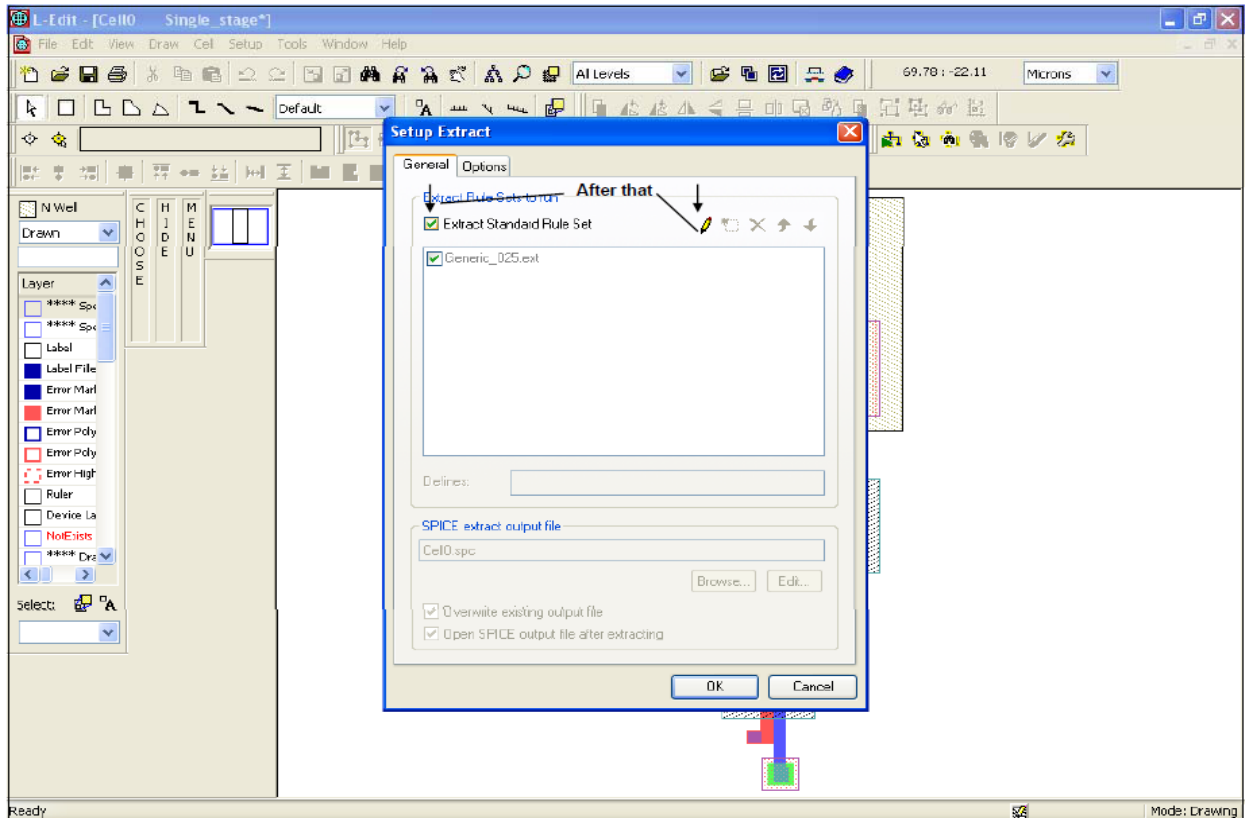 L-Edit - [Cell0 Single_stage*]
File Edit View Draw Cell Setup Tools Window Help
All Levels
69.78 : -22.11
Microns
Default
Setup Extract
General
Options
Extract Rule Sets to run
After that
Extract Standard Rule Set
Generic_025.ext
Defines:
SPICE extract output file
Cell0.spc
Browse...
Edit...
Overwrite existing output file
Open SPICE output file after extracting
OK
Cancel
N Well
Drawn
CHOOSE
HIDE
MENU
Layer
**** Spe
**** Spe
Label
Label Fille
Error Marl
Error Marl
Error Poly
Error Poly
Error High
Ruler
Device La
NotExists
**** Dra
Select:
Ready
Mode: Drawing